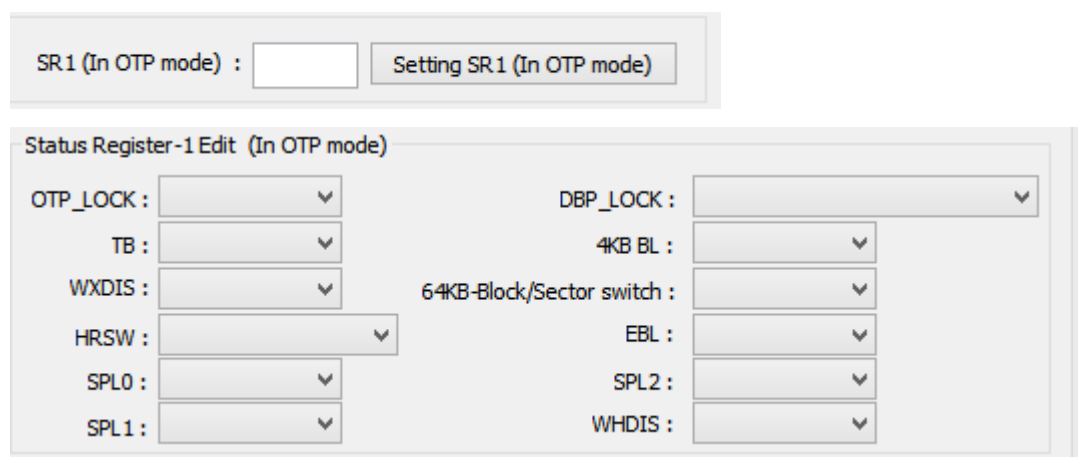 SR1 (In OTP mode) : Setting SR1 (In OTP mode)
Status Register-1 Edit (In OTP mode)
OTP_LOCK : DBP_LOCK :
TB : 4KB BL :
WXDIS : 64KB-Block/Sector switch :
HRSW : EBL :
SPL0 : SPL2 :
SPL1 : WHDIS :